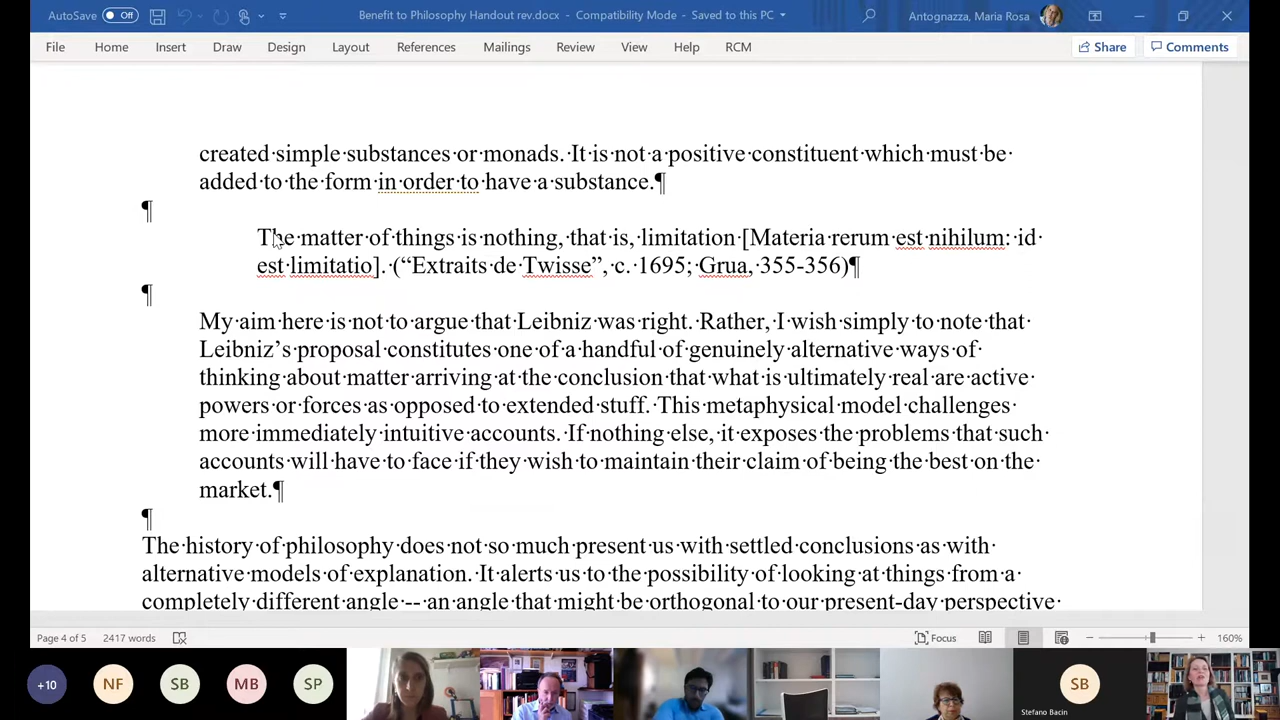 AutoSave Off Benefit to Philosophy Handout rev.docx - Compatibility Mode - Saved to this PC Antognazza, Maria Rosa
File Home Insert Draw Design Layout References Mailings Review View Help RCM Share Comments
created·simple·substances·or·monads.·It·is·not·a·positive·constituent·which·must·be·
added·to·the·form·in·order·to·have·a·substance.¶
¶
The·matter·of·things·is·nothing,·that·is,·limitation·[Materia·rerum·est·nihilum:·id·
est·limitatio].·(“Extraits·de·Twisse”,·c.·1695;·Grua,·355-356)¶
¶
My·aim·here·is·not·to·argue·that·Leibniz·was·right.·Rather,·I·wish·simply·to·note·that·
Leibniz’s·proposal·constitutes·one·of·a·handful·of·genuinely·alternative·ways·of·
thinking·about·matter·arriving·at·the·conclusion·that·what·is·ultimately·real·are·active·
powers·or·forces·as·opposed·to·extended·stuff.·This·metaphysical·model·challenges·
more·immediately·intuitive·accounts.·If·nothing·else,·it·exposes·the·problems·that·such·
accounts·will·have·to·face·if·they·wish·to·maintain·their·claim·of·being·the·best·on·the·
market.¶
¶
The·history·of·philosophy·does·not·so·much·present·us·with·settled·conclusions·as·with·
alternative·models·of·explanation.·It·alerts·us·to·the·possibility·of·looking·at·things·from·a·
completely·different·angle·--·an·angle·that·might·be·orthogonal·to·our·present-day·perspective·
Page 4 of 5 2417 words Focus 160%
+10 NF SB MB SP SB
Stefano Bacin